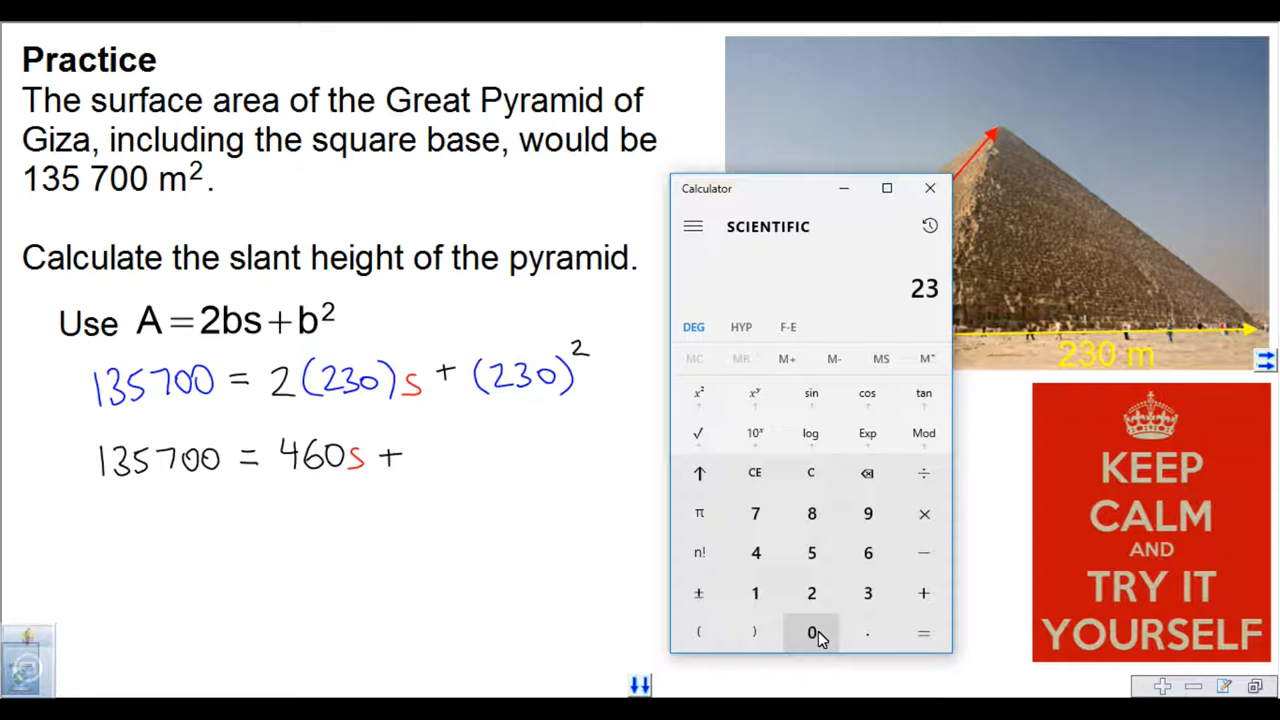 Practice
The surface area of the Great Pyramid of
Giza, including the square base, would be
135 700 m².
Calculate the slant height of the pyramid.
Use A = 2bs + b²
135700 = 2(230)s + (230)²
135700 = 460s +
230 m
Calculator
SCIENTIFIC
23
DEG HYP F-E
MC MR M+ M- MS M˅
x² xʸ sin cos tan
√ 10ˣ log Exp Mod
↑ CE C ⌫ ÷
π 7 8 9 ×
n! 4 5 6 −
± 1 2 3 +
( ) 0 . =
KEEP
CALM
AND
TRY IT
YOURSELF